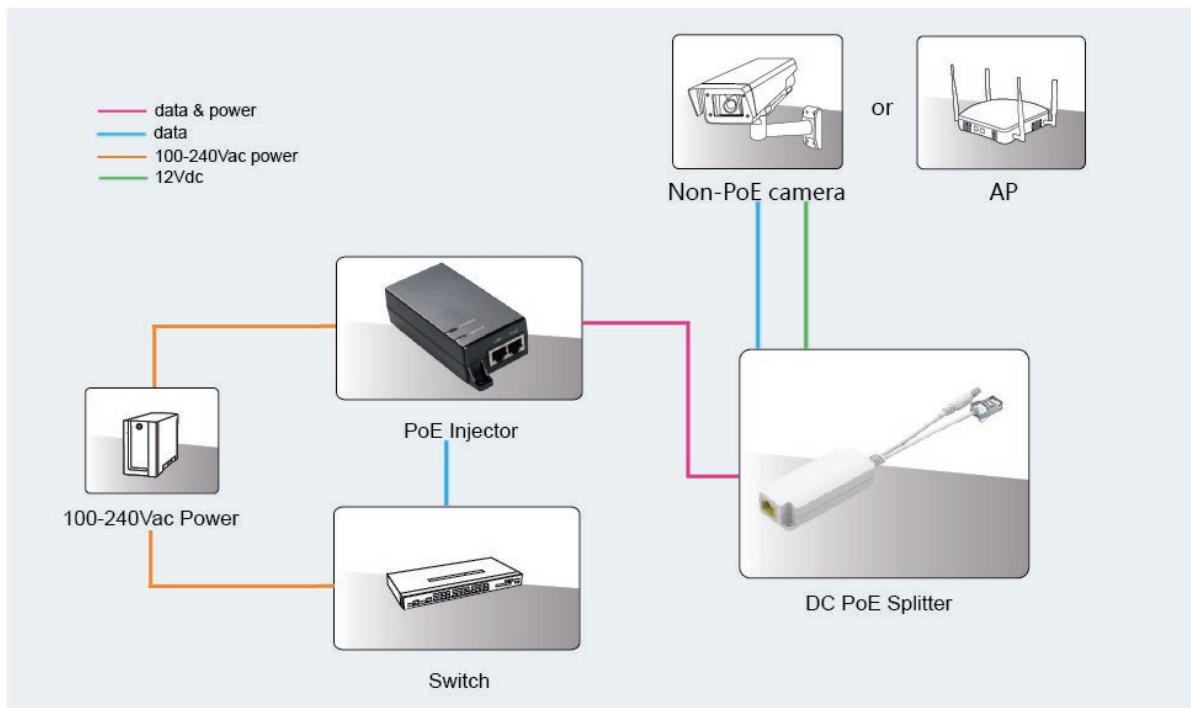 data & power
data
100-240Vac power
12Vdc
or
Non-PoE camera
AP
PoE Injector
100-240Vac Power
DC PoE Splitter
Switch